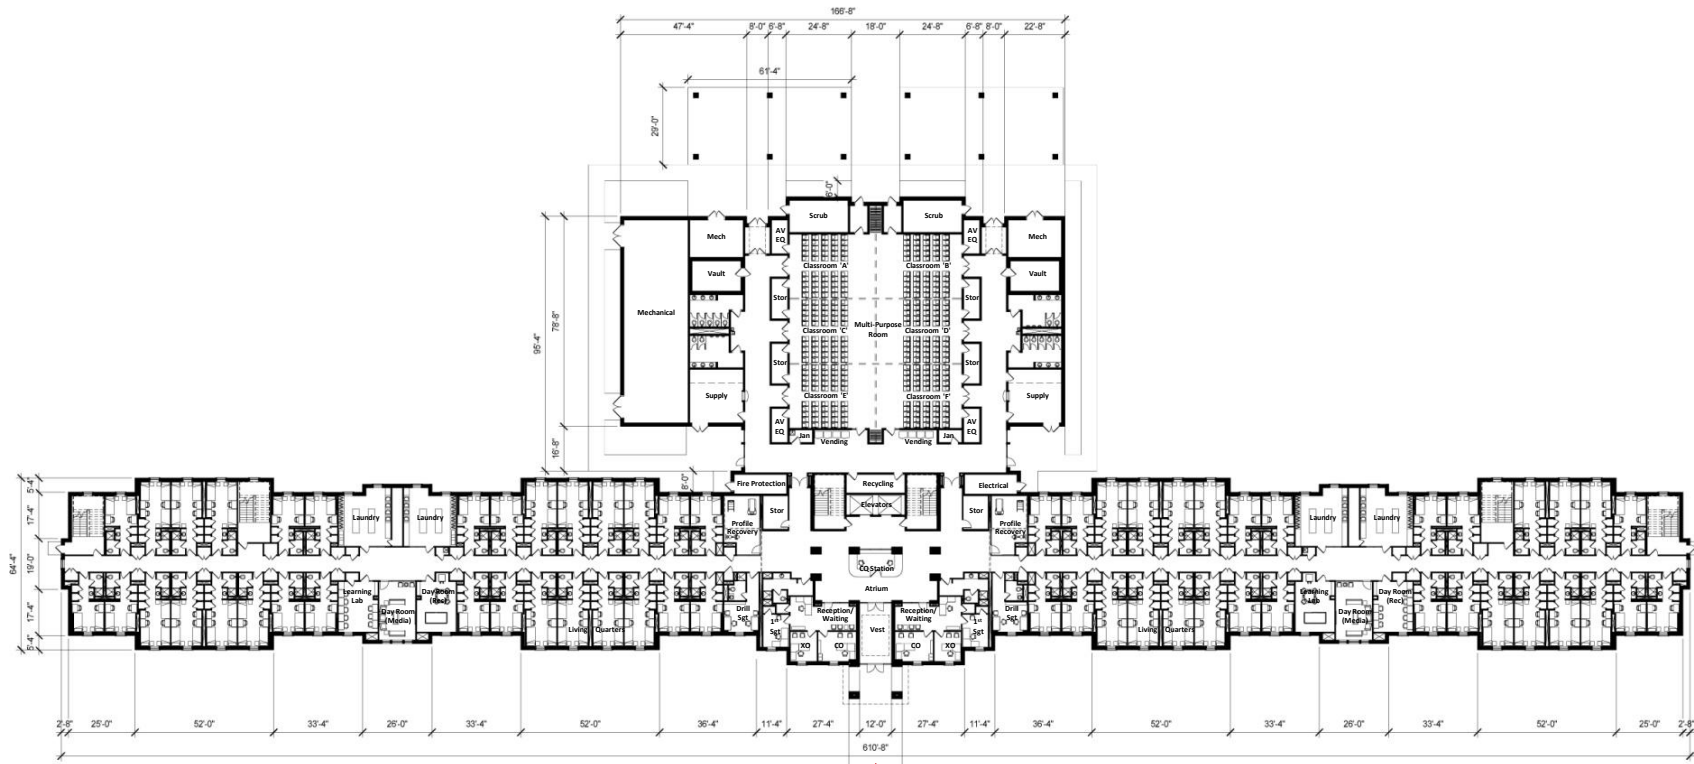 166'-8"
47'-4" 8'-0" 6'-8" 24'-8" 18'-0" 24'-8" 6'-8" 8'-0" 22'-8"
61'-4"
29'-0"
6'-0"
Scrub Scrub
Mech AV EQ AV EQ Mech
Classroom 'A' Classroom 'B'
Vault Vault
Stor Stor
95'-4" 78'-8" Mechanical
Multi-Purpose
Room
Classroom 'C' Classroom 'D'
Stor Stor
Supply Classroom 'E' Classroom 'F' Supply
AV EQ AV EQ
Jan Vending Vending Jan
16'-8"
8'-0"
Fire Protection Recycling Electrical
Elevators
Stor Stor
Laundry Laundry Profile
Recovery Profile
Recovery Laundry Laundry
5'-4"
17'-4"
64'-4" 19'-0"
17'-4"
5'-4"
CQ Station
Atrium
Learning
Lab Day Room
(Media) Day Room
(Rec) Living Quarters Drill
Sgt 1st
Sgt Reception/
Waiting Reception/
Waiting 1st
Sgt Drill
Sgt Living Quarters Learning
Lab Day Room
(Media) Day Room
(Rec)
Vest
XO CO CO XO
2'-8" 25'-0" 52'-0" 33'-4" 26'-0" 33'-4" 52'-0" 36'-4" 11'-4" 27'-4" 12'-0" 27'-4" 11'-4" 36'-4" 52'-0" 33'-4" 26'-0" 33'-4" 52'-0" 25'-0" 2'-8"
610'-8"